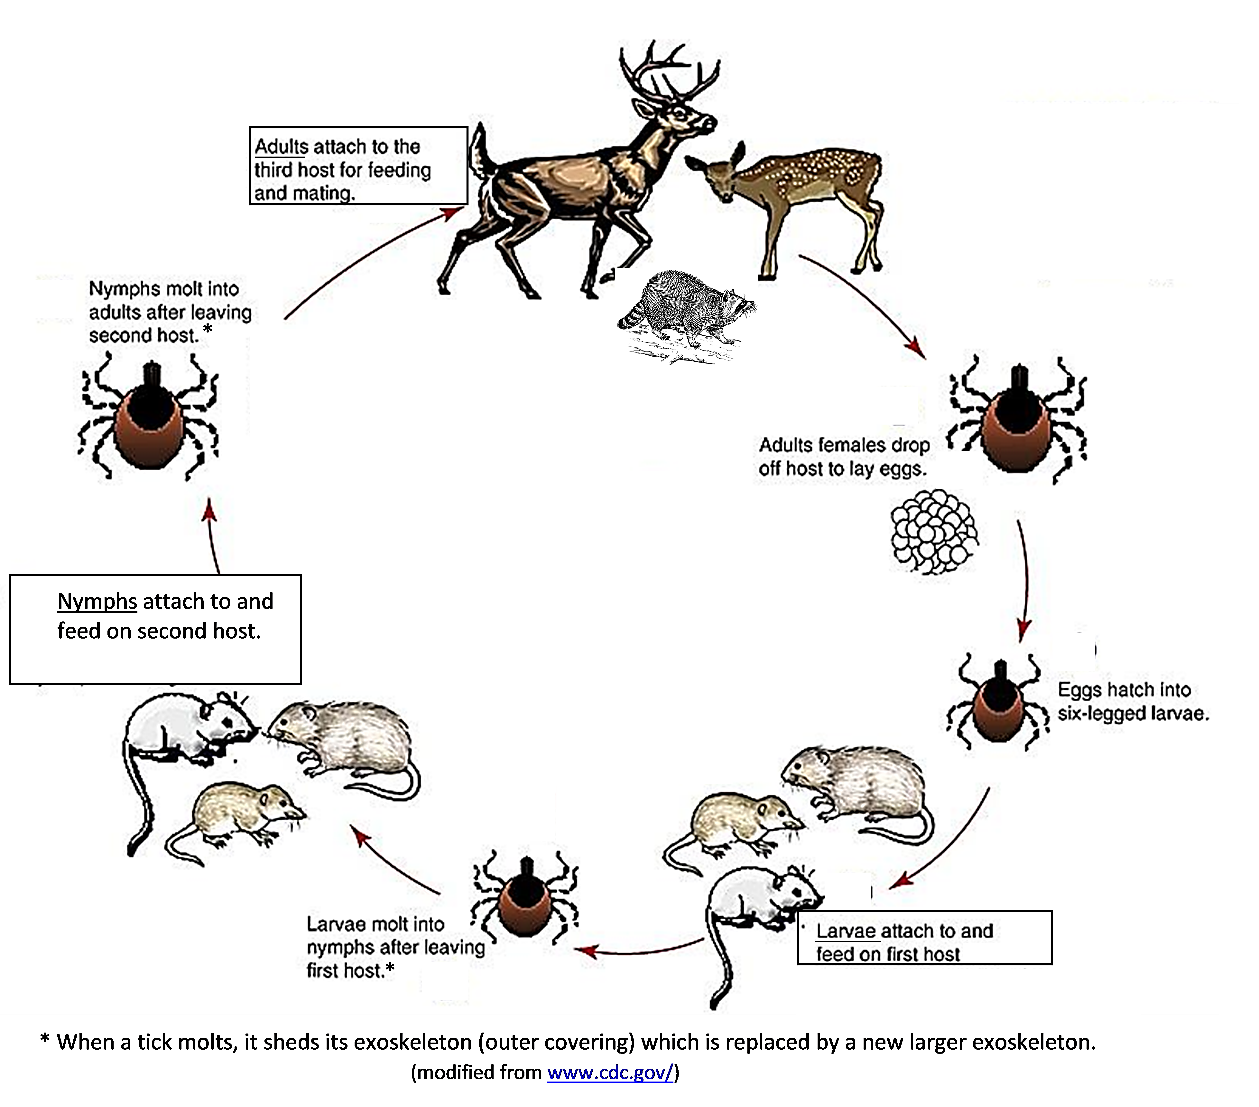 Adults attach to the
third host for feeding
and mating.
Nymphs molt into
adults after leaving
second host. *
Adults females drop
off host to lay eggs.
Nymphs attach to and
feed on second host.
Eggs hatch into
six-legged larvae.
Larvae molt into
nymphs after leaving
first host.*
Larvae attach to and
feed on first host
* When a tick molts, it sheds its exoskeleton (outer covering) which is replaced by a new larger exoskeleton.
(modified from www.cdc.gov/)